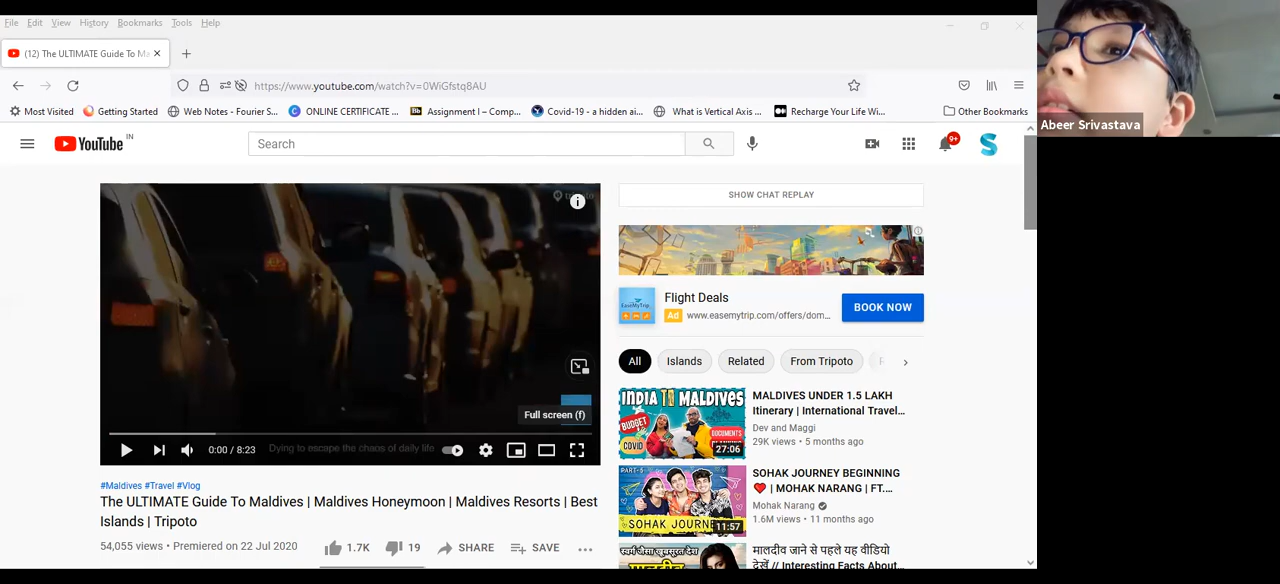 File Edit View History Bookmarks Tools Help
(12) The ULTIMATE Guide To Ma
https://www.youtube.com/watch?v=0WiGfstq8AU
Most Visited Getting Started Web Notes - Fourier S... ONLINE CERTIFICATE ... Assignment I – Comp... Covid-19 - a hidden ai... What is Vertical Axis ... Recharge Your Life Wi... Other Bookmarks
Abeer Srivastava
YouTube IN
Search
9+
tripoto
Full screen (f)
0:00 / 8:23
Dying to escape the chaos of daily life
#Maldives #Travel #Vlog
The ULTIMATE Guide To Maldives | Maldives Honeymoon | Maldives Resorts | Best
Islands | Tripoto
54,055 views • Premiered on 22 Jul 2020
1.7K 19 SHARE SAVE
SHOW CHAT REPLAY
EaseMyTrip
Flight Deals
Ad www.easemytrip.com/offers/dom...
BOOK NOW
All Islands Related From Tripoto
INDIA TO MALDIVES
BUDGET
COVID
DOCUMENTS
27:06
MALDIVES UNDER 1.5 LAKH
Itinerary | International Travel...
Dev and Maggi
29K views • 5 months ago
PART-5
SOHAK JOURNE
11:57
SOHAK JOURNEY BEGINNING
❤️ | MOHAK NARANG | FT....
Mohak Narang
1.6M views • 11 months ago
स्वर्ग जैसा खूबसूरत देश
मालदीव जाने से पहले यह वीडियो
देखें // Interesting Facts About...